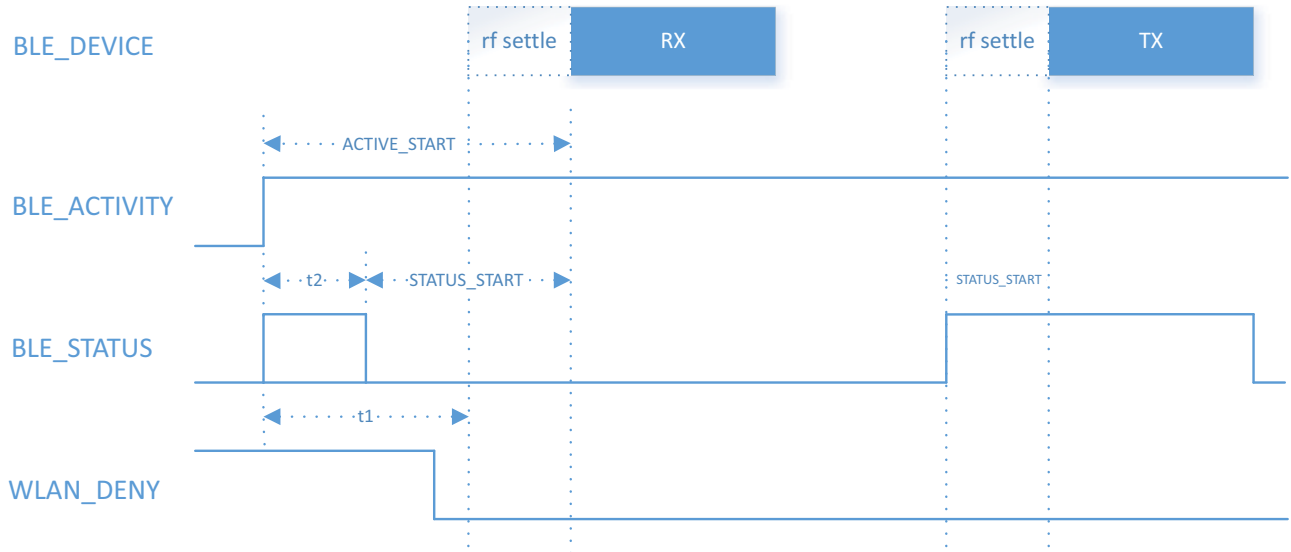 BLE_DEVICE
rf settle
RX
rf settle
TX
ACTIVE_START
BLE_ACTIVITY
t2
STATUS_START
STATUS_START
BLE_STATUS
t1
WLAN_DENY